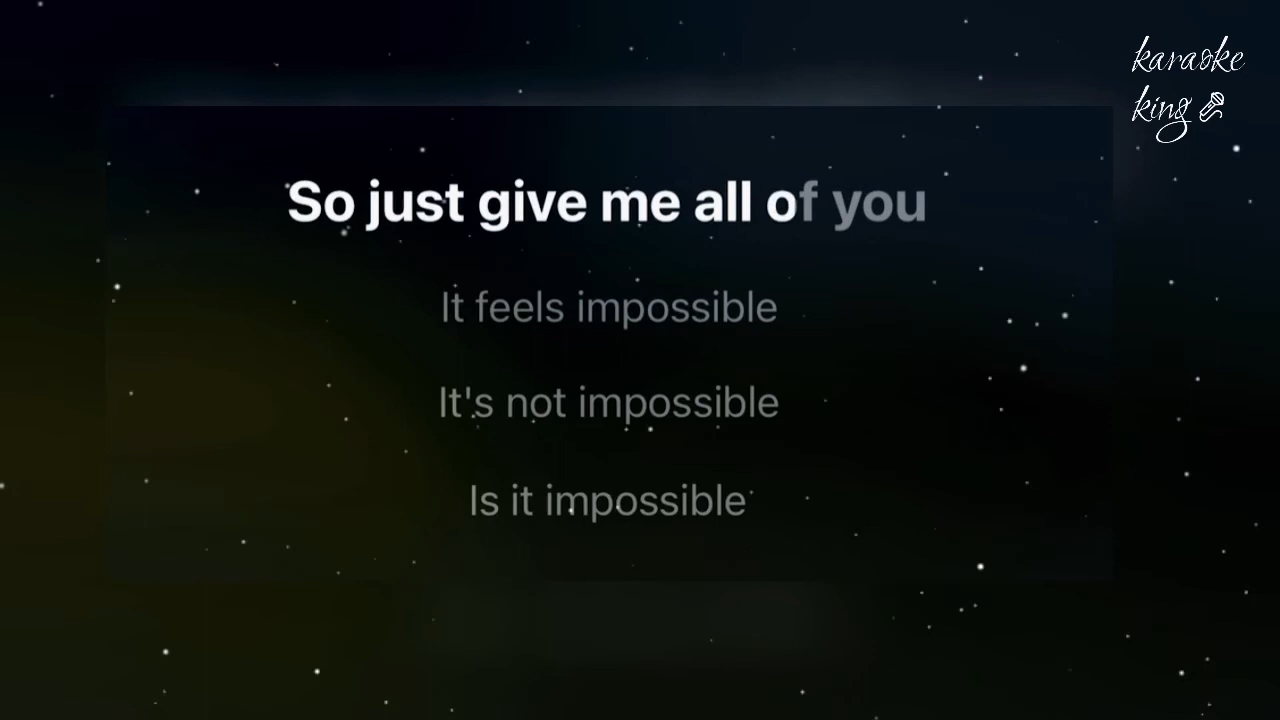 karaoke
king
So just give me all of you
It feels impossible
It's not impossible
Is it impossible